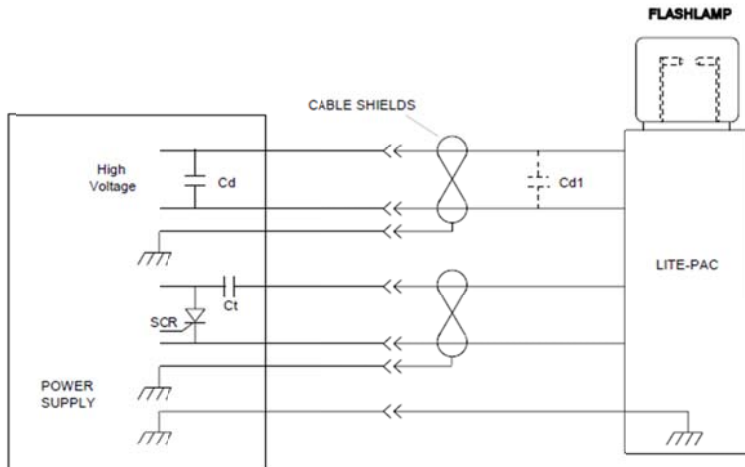 FLASHLAMP
CABLE SHIELDS
High
Voltage
Cd
Cd1
LITE-PAC
Ct
SCR
POWER
SUPPLY